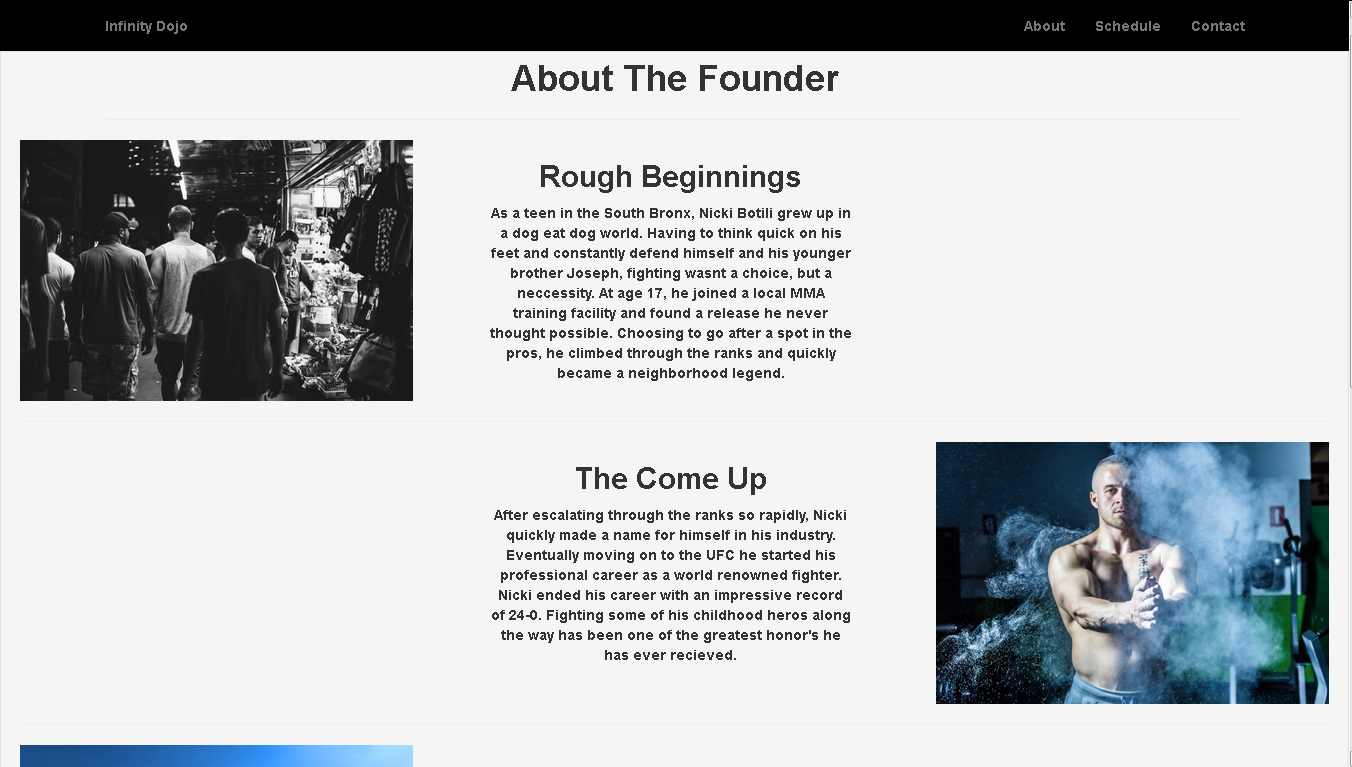 Infinity Dojo
About Schedule Contact
About The Founder
Rough Beginnings
As a teen in the South Bronx, Nicki Botili grew up in
a dog eat dog world. Having to think quick on his
feet and constantly defend himself and his younger
brother Joseph, fighting wasnt a choice, but a
neccessity. At age 17, he joined a local MMA
training facility and found a release he never
thought possible. Choosing to go after a spot in the
pros, he climbed through the ranks and quickly
became a neighborhood legend.
The Come Up
After escalating through the ranks so rapidly, Nicki
quickly made a name for himself in his industry.
Eventually moving on to the UFC he started his
professional career as a world renowned fighter.
Nicki ended his career with an impressive record
of 24-0. Fighting some of his childhood heros along
the way has been one of the greatest honor's he
has ever recieved.